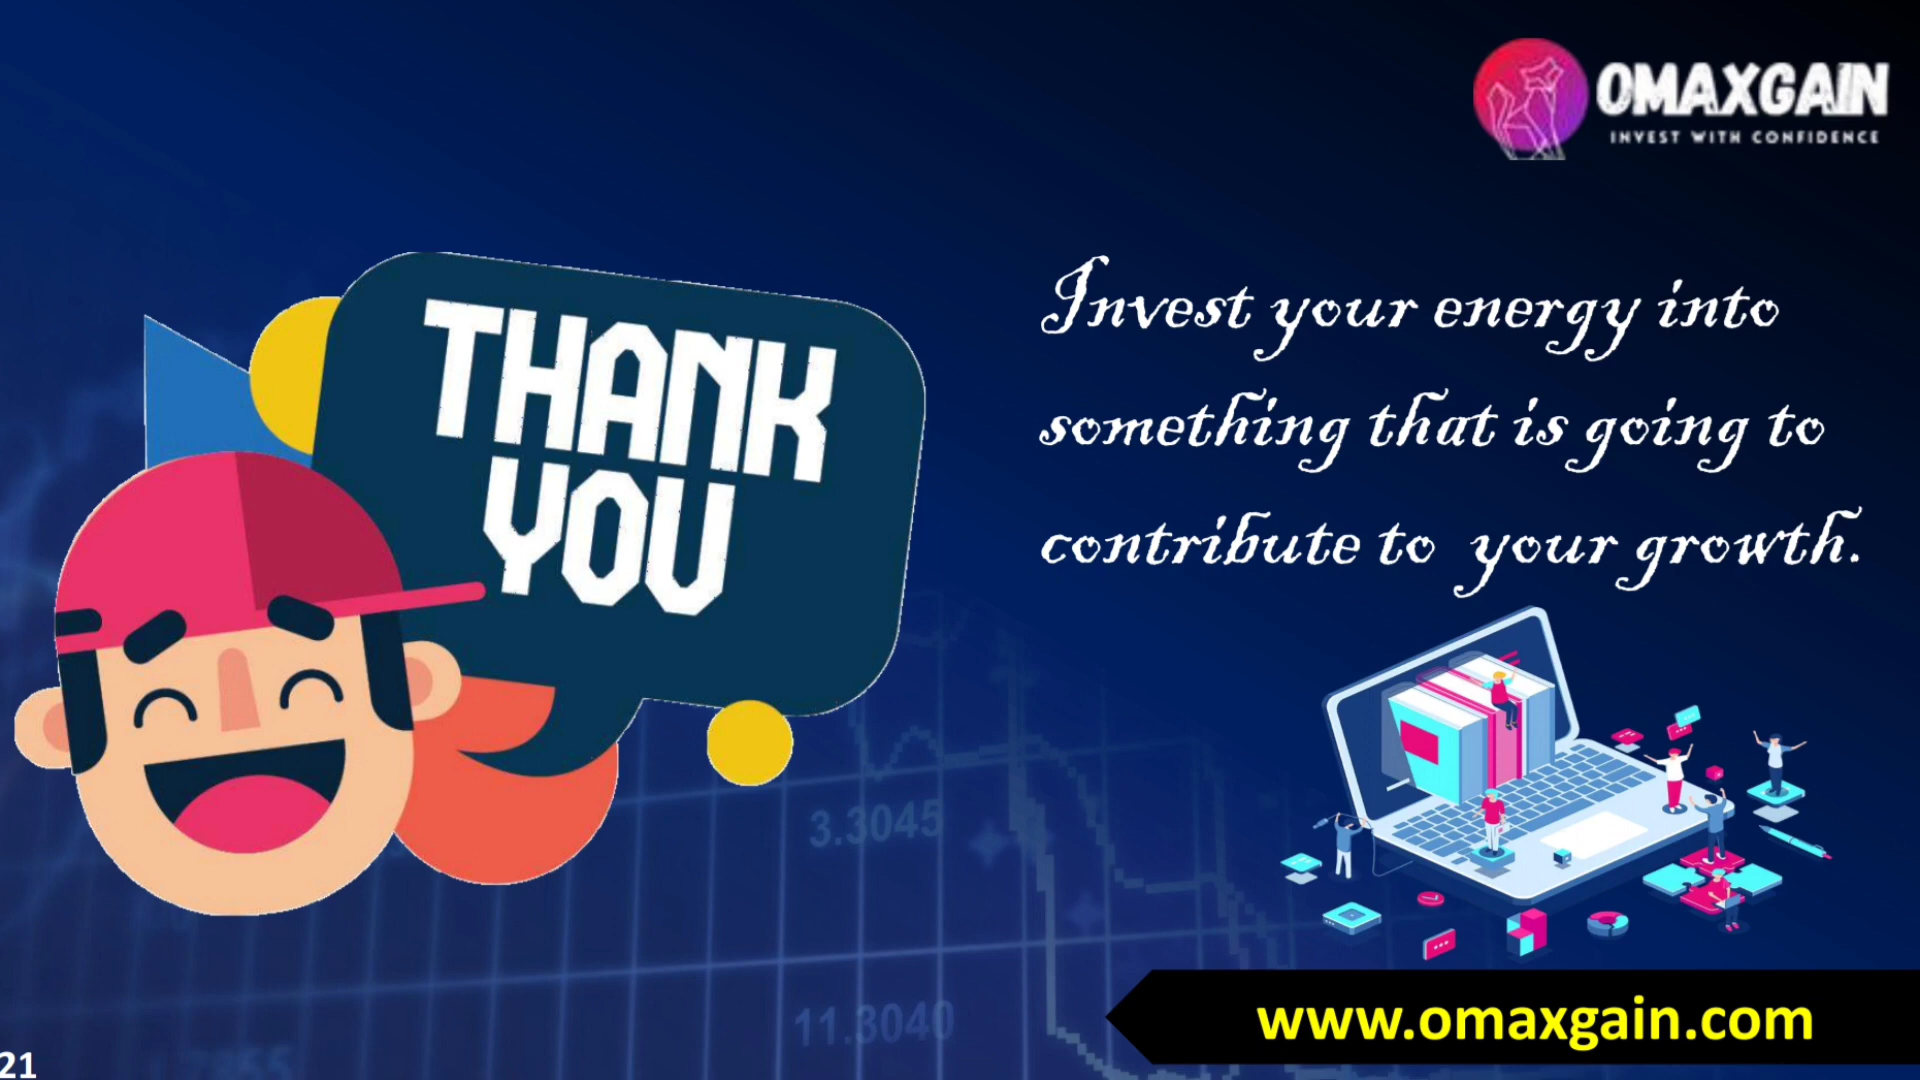 OMAXGAIN
INVEST WITH CONFIDENCE
THANK
YOU
Invest your energy into
something that is going to
contribute to your growth.
3.3045
11.3040
7855
www.omaxgain.com
21